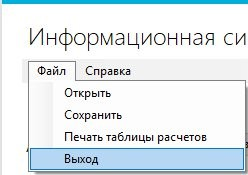 Информационная си
Файл Справка
Открыть
Сохранить
Печать таблицы расчетов
Выход